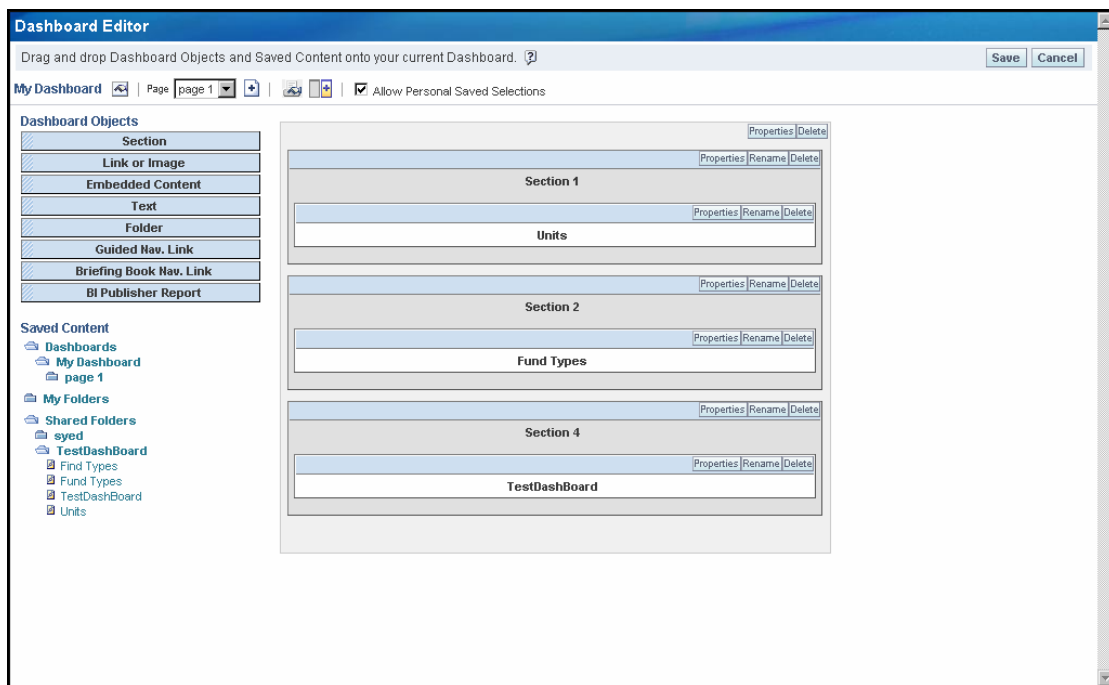 Dashboard Editor
Drag and drop Dashboard Objects and Saved Content onto your current Dashboard. ?
Save Cancel
My Dashboard | Page page 1 | | Allow Personal Saved Selections
Dashboard Objects
Section
Link or Image
Embedded Content
Text
Folder
Guided Nav. Link
Briefing Book Nav. Link
BI Publisher Report
Saved Content
Dashboards
My Dashboard
page 1
My Folders
Shared Folders
syed
TestDashBoard
Find Types
Fund Types
TestDashBoard
Units
Properties Delete
Properties Rename Delete
Section 1
Properties Rename Delete
Units
Properties Rename Delete
Section 2
Properties Rename Delete
Fund Types
Properties Rename Delete
Section 4
Properties Rename Delete
TestDashBoard